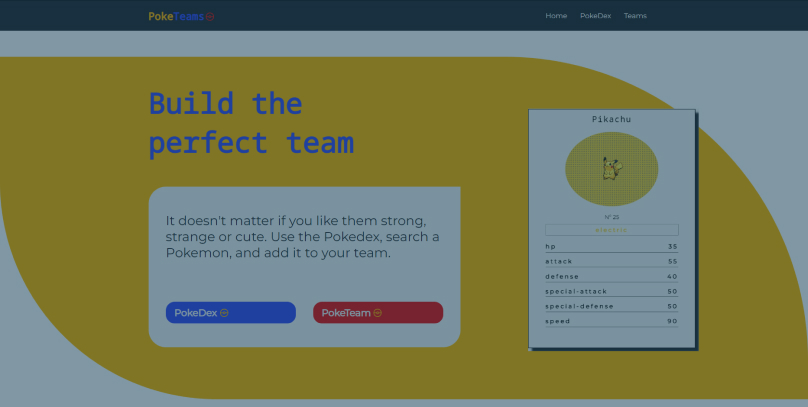 PokeTeams
Home PokeDex Teams
Build the
perfect team
It doesn't matter if you like them strong,
strange or cute. Use the Pokedex, search a
Pokemon, and add it to your team.
PokeDex
PokeTeam
Pikachu
N° 25
electric
hp 35
attack 55
defense 40
special-attack 50
special-defense 50
speed 90